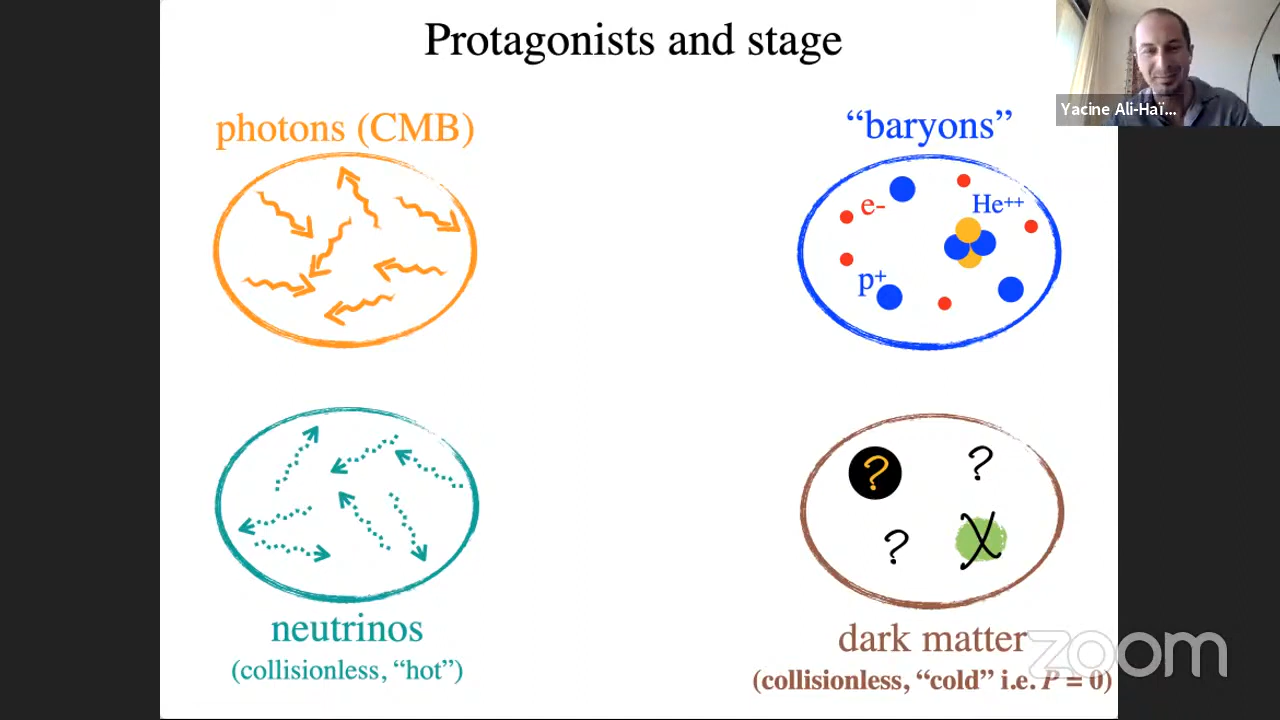 Protagonists and stage
Yacine Ali-Haï...
photons (CMB)
“baryons”
e-
He++
p+
?
?
?
χ
neutrinos
(collisionless, “hot”)
dark matter
(collisionless, “cold” i.e. P = 0)
zoom